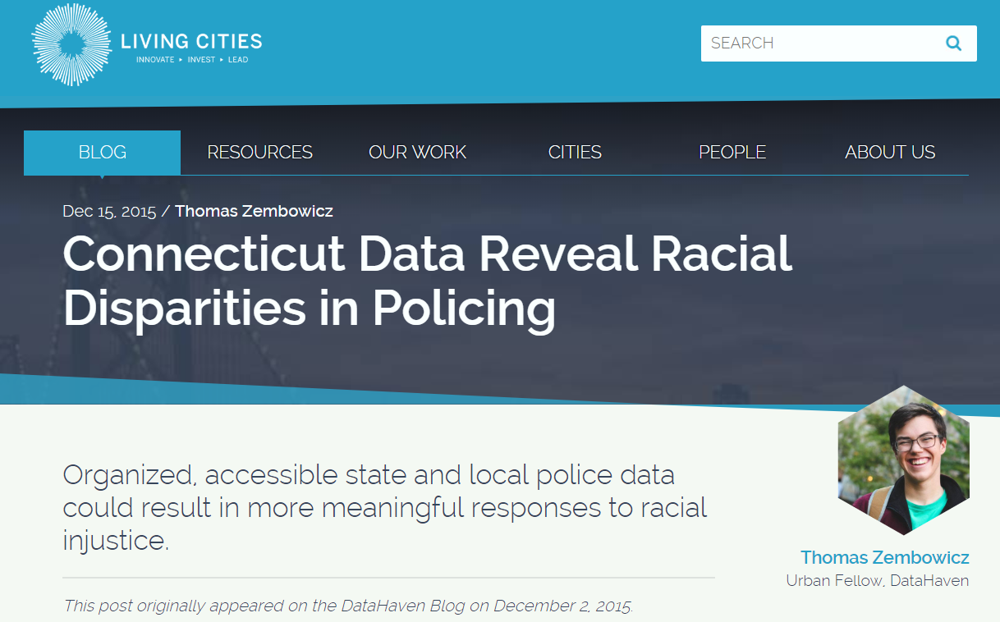 LIVING CITIES
INNOVATE ▸ INVEST ▸ LEAD
SEARCH
BLOG
RESOURCES
OUR WORK
CITIES
PEOPLE
ABOUT US
Dec 15, 2015 / Thomas Zembowicz
Connecticut Data Reveal Racial
Disparities in Policing
Organized, accessible state and local police data
could result in more meaningful responses to racial
injustice.
Thomas Zembowicz
Urban Fellow, DataHaven
This post originally appeared on the DataHaven Blog on December 2, 2015.